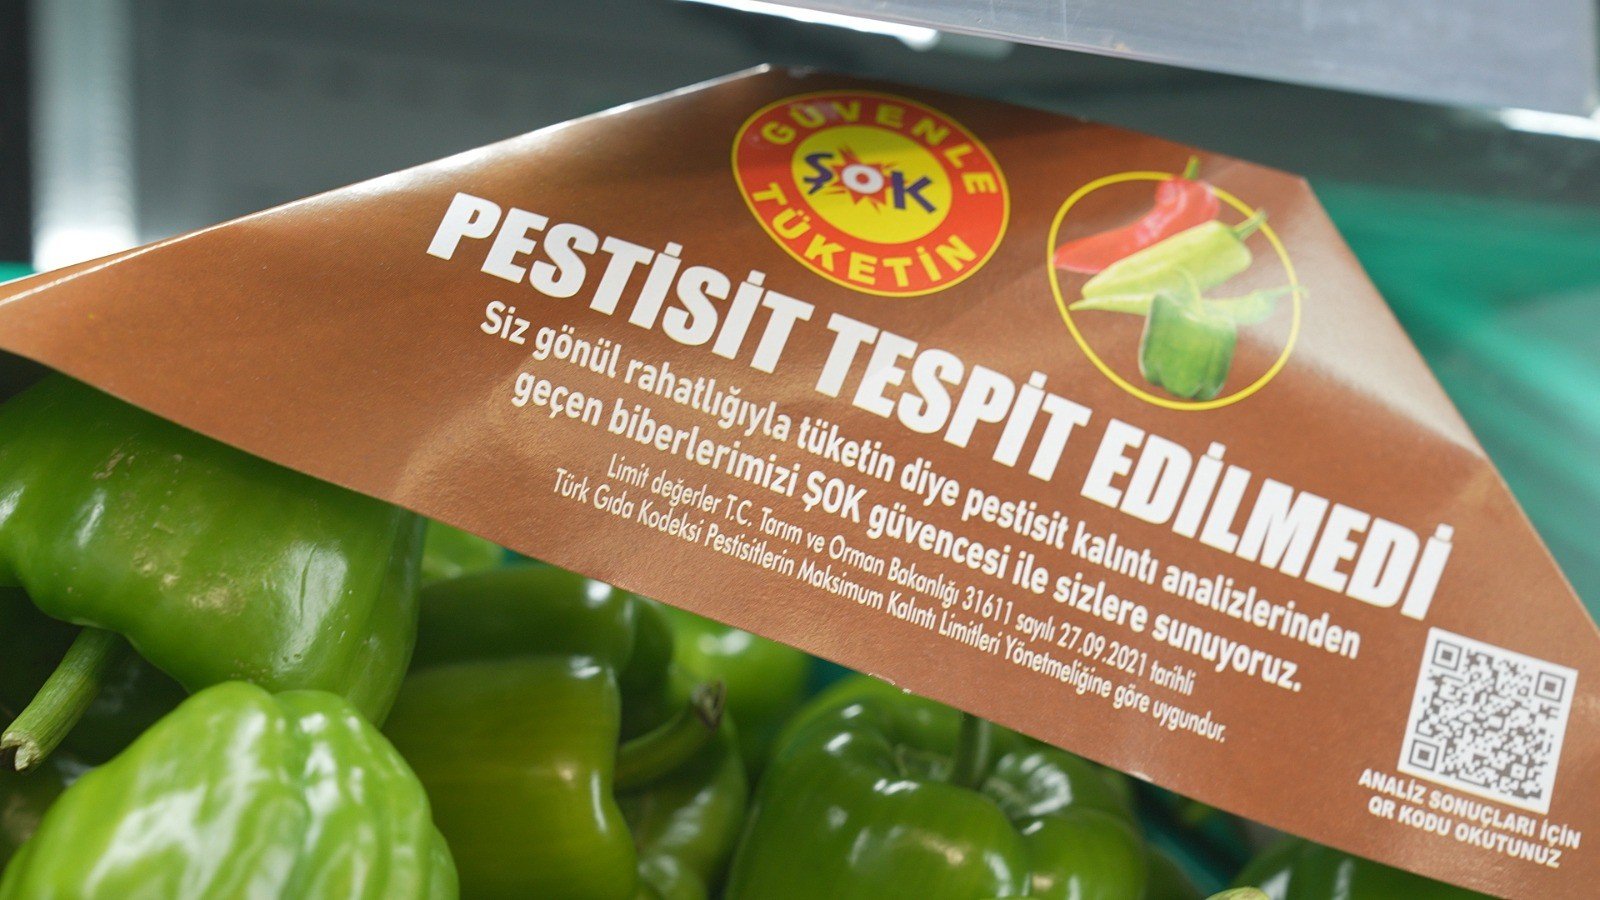 GÜVENLE
ŞOK
TÜKETİN
PESTİSİT TESPİT EDİLMEDİ
Siz gönül rahatlığıyla tüketin diye pestisit kalıntı analizlerinden
geçen biberlerimizi ŞOK güvencesi ile sizlere sunuyoruz.
Limit değerler T.C. Tarım ve Orman Bakanlığı 31611 sayılı 27.09.2021 tarihli
Türk Gıda Kodeksi Pestisitlerin Maksimum Kalıntı Limitleri Yönetmeliğine göre uygundur.
ANALİZ SONUÇLARI İÇİN
QR KODU OKUTUNUZ